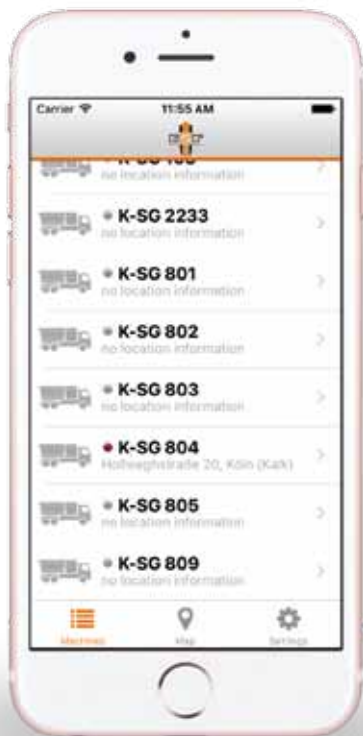 Carrier 11:55 AM
no location information
K-SG 2233
no location information
K-SG 801
no location information
K-SG 802
no location information
K-SG 803
no location information
K-SG 804
20, Köln (Kalk)
K-SG 805
no location information
K-SG 809
no location information
Machines Map Settings